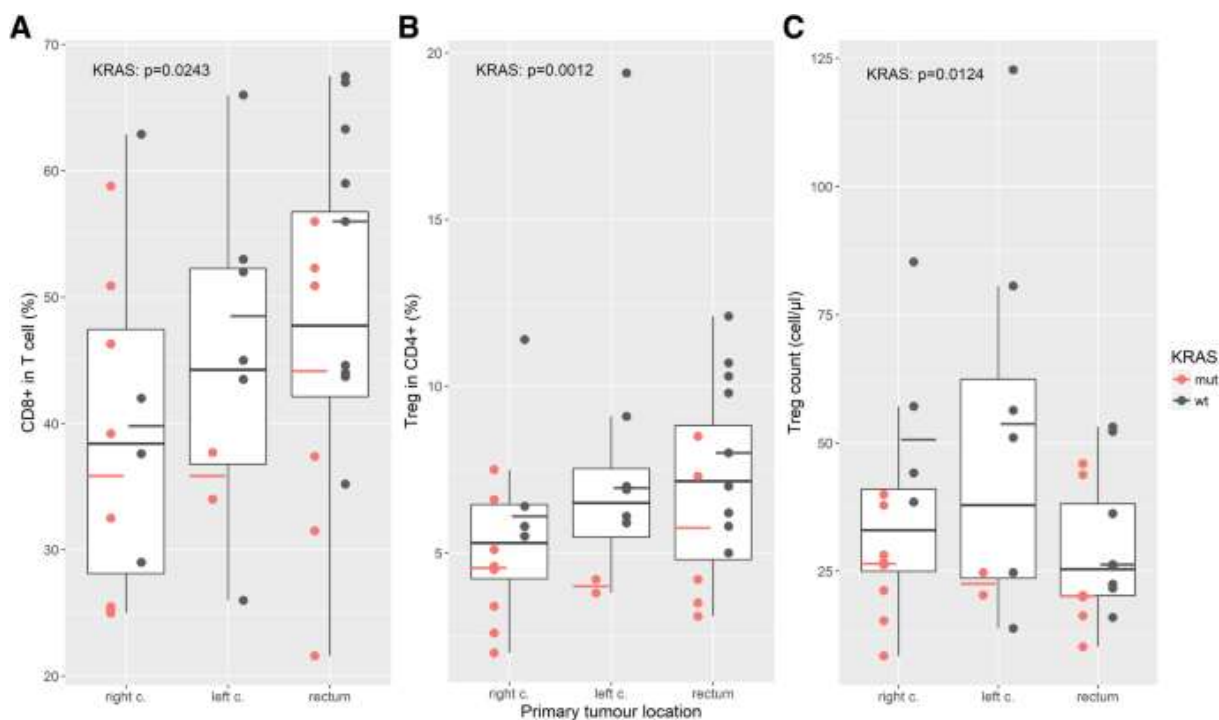 A
B
C
KRAS: p=0.0243
KRAS: p=0.0012
KRAS: p=0.0124
CD8+ in T cell (%)
70
60
50
40
30
20
Treg in CD4+ (%)
20
15
10
5
Treg count (cell/µl)
125
100
75
50
25
right c.
left c.
rectum
right c.
left c.
rectum
right c.
left c.
rectum
Primary tumour location
KRAS
mut
wt